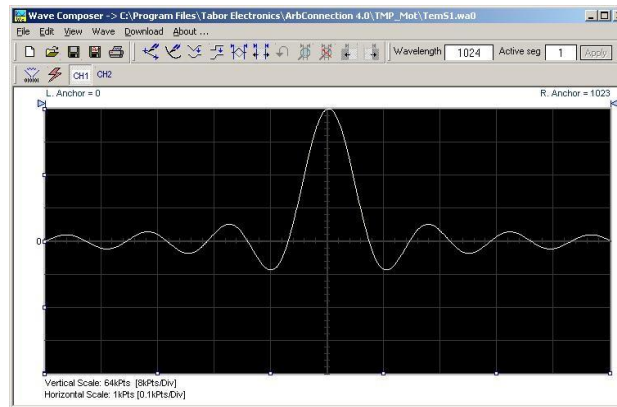 Wave Composer -> C:\Program Files\Tabor Electronics\ArbConnection 4.0\TMP_Mot\TemS1.wa0
File Edit View Wave Download About ...
Wavelength 1024 Active seg 1 Apply
CH1 CH2
L. Anchor = 0 R. Anchor = 1023
0
Vertical Scale: 64kPts [8kPts/Div]
Horizontal Scale: 1kPts [0.1kPts/Div]